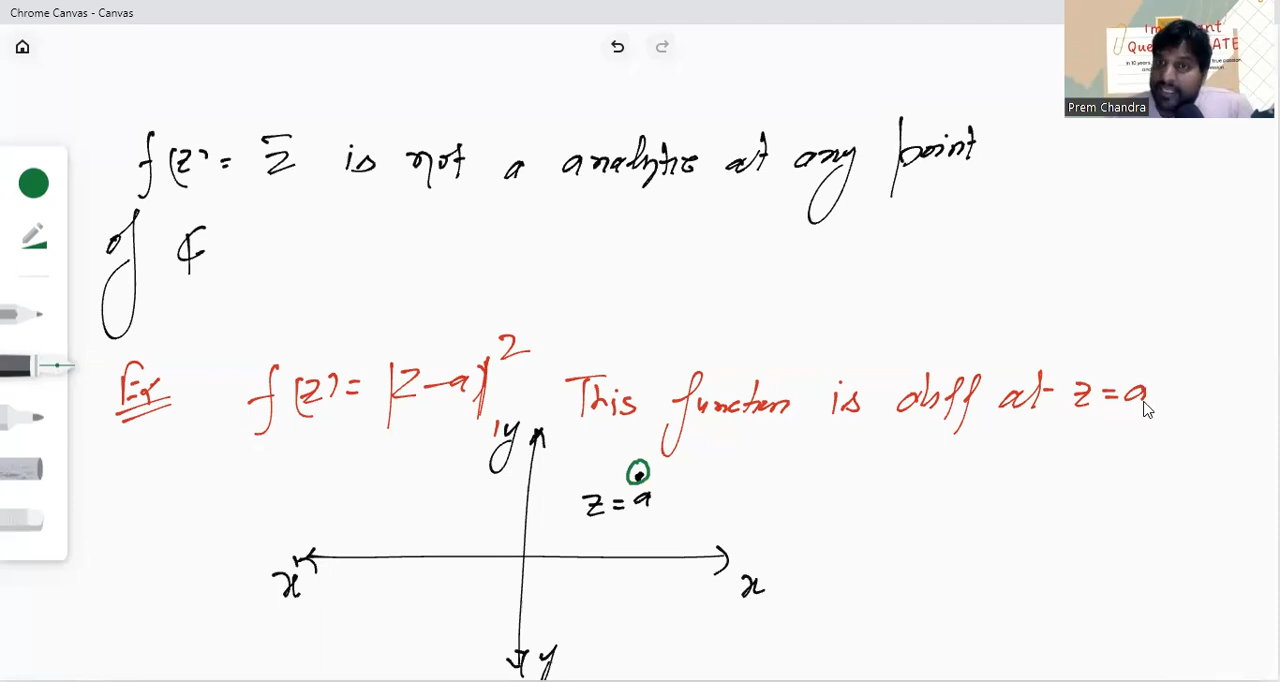 Chrome Canvas - Canvas
Prem Chandra
f(z) = z̄ is not a analytic at any point
of ₵
Ex f(z) = |z-a|² This function is diff at z = a
y
z = a
x x
y